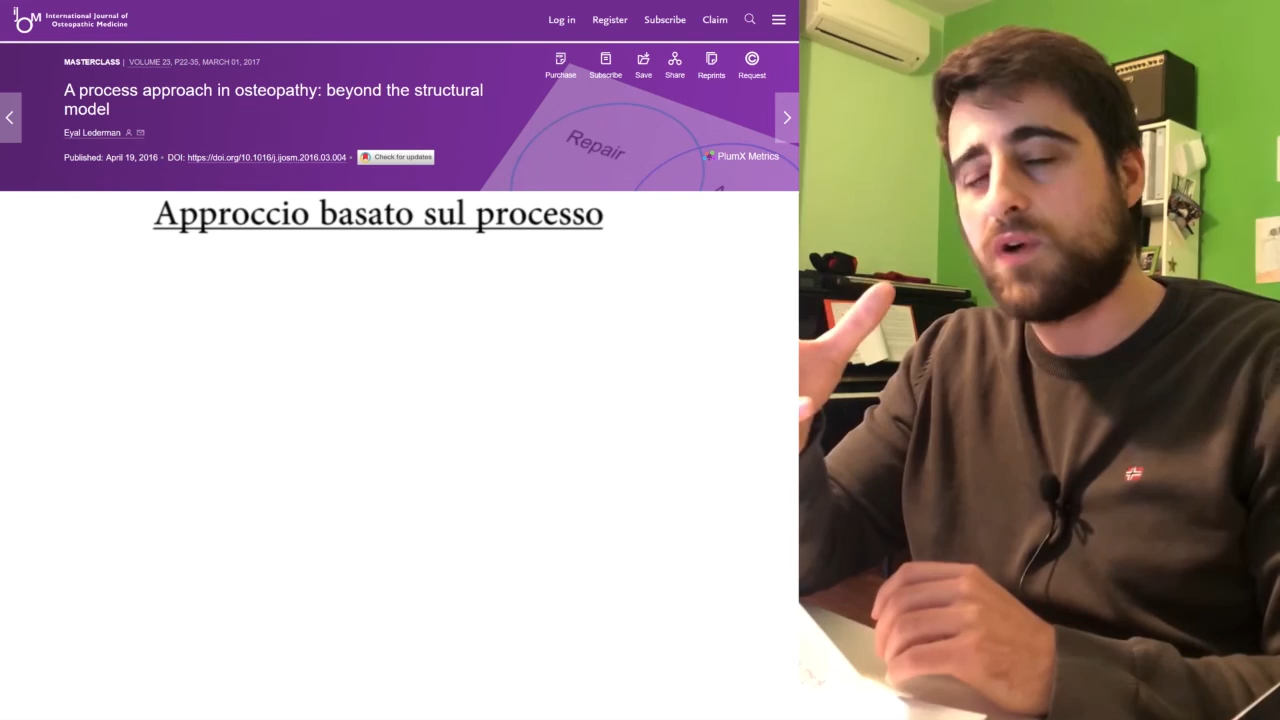 International Journal of
Osteopathic Medicine
Log in
Register
Subscribe
Claim
MASTERCLASS | VOLUME 23, P22-35, MARCH 01, 2017
Purchase
Subscribe
Save
Share
Reprints
Request
A process approach in osteopathy: beyond the structural
model
Eyal Lederman
Published: April 19, 2016 • DOI: https://doi.org/10.1016/j.ijosm.2016.03.004 •
Check for updates
Repair
PlumX Metrics
Approccio basato sul processo